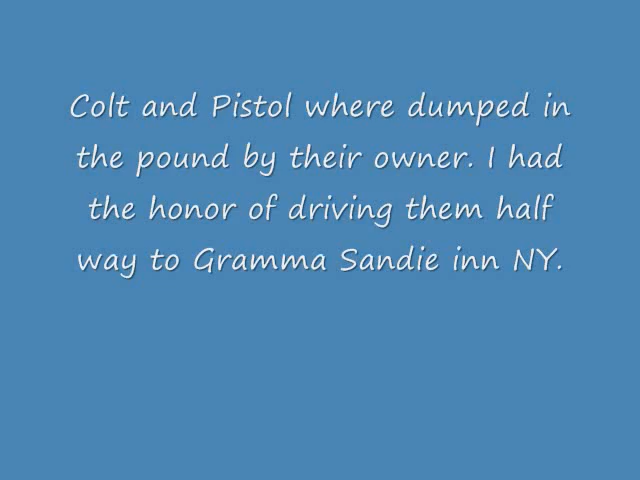 Colt and Pistol where dumped in
the pound by their owner. I had
the honor of driving them half
way to Gramma Sandie inn NY.